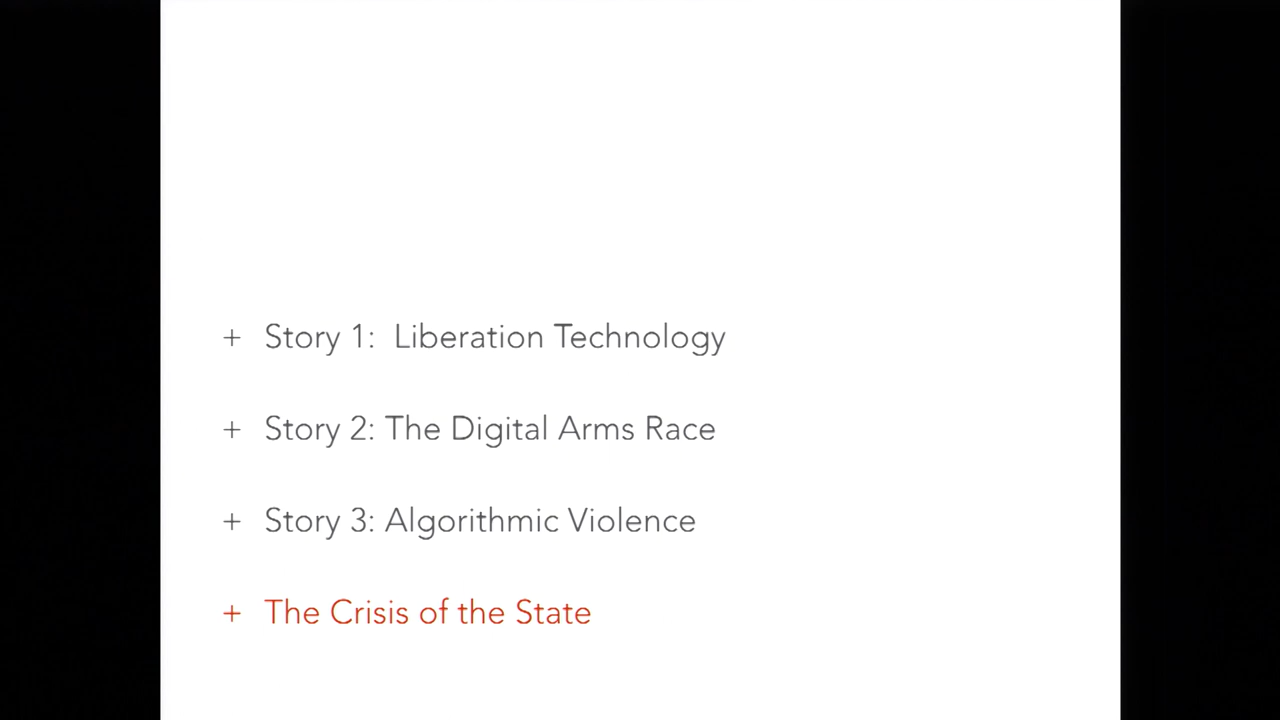 + Story 1:  Liberation Technology
+ Story 2: The Digital Arms Race
+ Story 3: Algorithmic Violence
+ The Crisis of the State